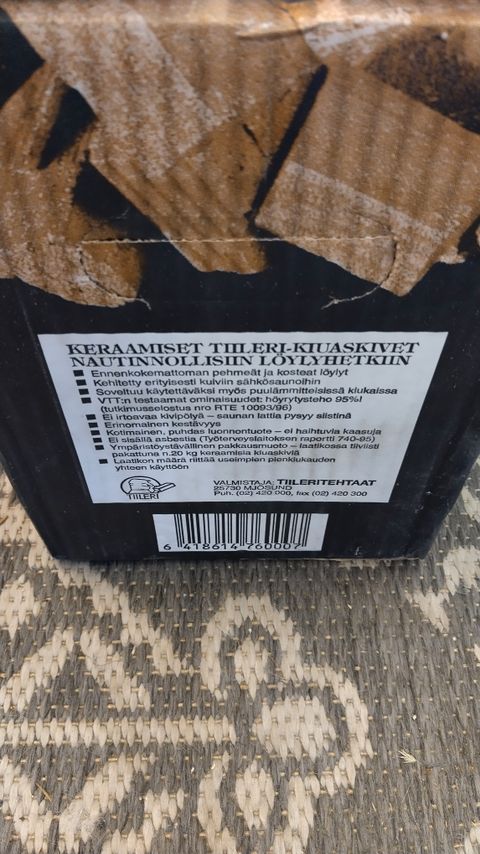 KERAAMISET TIILERI-KIUASKIVET
NAUTINNOLLISIIN LÖYLYHETKIIN
■ Ennenkokemattoman pehmeät ja kosteat löylyt
■ Kehitetty erityisesti kuiviin sähkösaunoihin
■ Soveltuu käytettäväksi myös puulämmitteisissä kiukaissa
■ VTT:n testaamat ominaisuudet: höyrytysteho 95%!
(tutkimusselostus nro RTE 10093/96)
■ Ei irtoavaa kivipölyä – saunan lattia pysyy siistinä
■ Erinomainen kestävyys
■ Kotimainen, puhdas luonnontuote – ei haihtuvia kaasuja
■ Ei sisällä asbestia (Työterveyslaitoksen raportti 740-95)
■ Ympäristöystävällinen pakkausmuoto – laatikossa tiiviisti
pakattuna n.20 kg keraamisia kiuaskiviä
■ Laatikon määrä riittää useimpien pienkiukauden
yhteen käyttöön
TIILERI
VALMISTAJA: TIILERITEHTAAT
25730 MJÖSUND
Puh. (02) 420 000, fax (02) 420 300
6 418614 760007